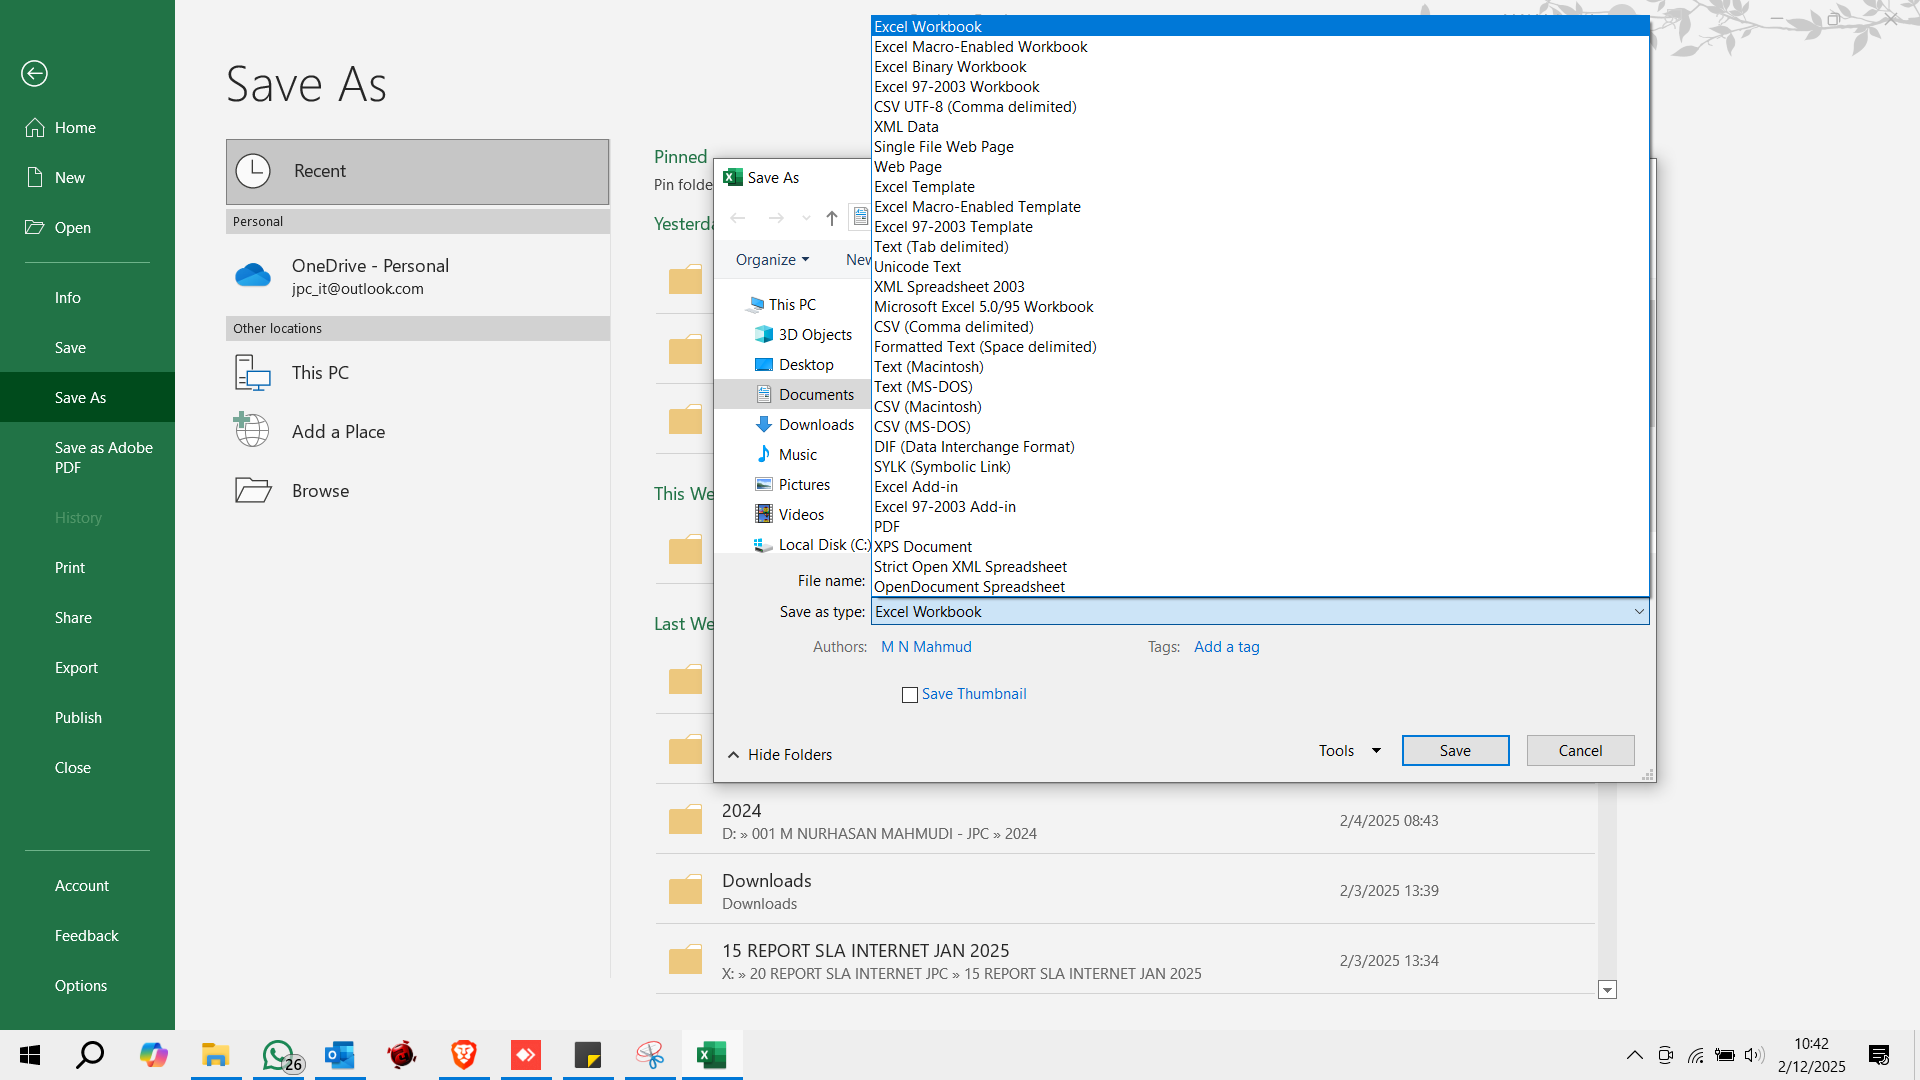 Home
New
Open
Info
Save
Save As
Save as Adobe
PDF
History
Print
Share
Export
Publish
Close
Account
Feedback
Options
Save As
Recent
Personal
OneDrive - Personal
jpc_it@outlook.com
Other locations
This PC
Add a Place
Browse
Pinned
Pin folde
Yesterda
This We
Last We
2024
D: » 001 M NURHASAN MAHMUDI - JPC » 2024
2/4/2025 08:43
Downloads
Downloads
2/3/2025 13:39
15 REPORT SLA INTERNET JAN 2025
X: » 20 REPORT SLA INTERNET JPC » 15 REPORT SLA INTERNET JAN 2025
2/3/2025 13:34
Save As
Organize
New
This PC
3D Objects
Desktop
Documents
Downloads
Music
Pictures
Videos
Local Disk (C:)
Excel Workbook
Excel Macro-Enabled Workbook
Excel Binary Workbook
Excel 97-2003 Workbook
CSV UTF-8 (Comma delimited)
XML Data
Single File Web Page
Web Page
Excel Template
Excel Macro-Enabled Template
Excel 97-2003 Template
Text (Tab delimited)
Unicode Text
XML Spreadsheet 2003
Microsoft Excel 5.0/95 Workbook
CSV (Comma delimited)
Formatted Text (Space delimited)
Text (Macintosh)
Text (MS-DOS)
CSV (Macintosh)
CSV (MS-DOS)
DIF (Data Interchange Format)
SYLK (Symbolic Link)
Excel Add-in
Excel 97-2003 Add-in
PDF
XPS Document
Strict Open XML Spreadsheet
OpenDocument Spreadsheet
File name:
Save as type: Excel Workbook
Authors: M N Mahmud
Tags: Add a tag
Save Thumbnail
Hide Folders
Tools
Save
Cancel
26
10:42
2/12/2025